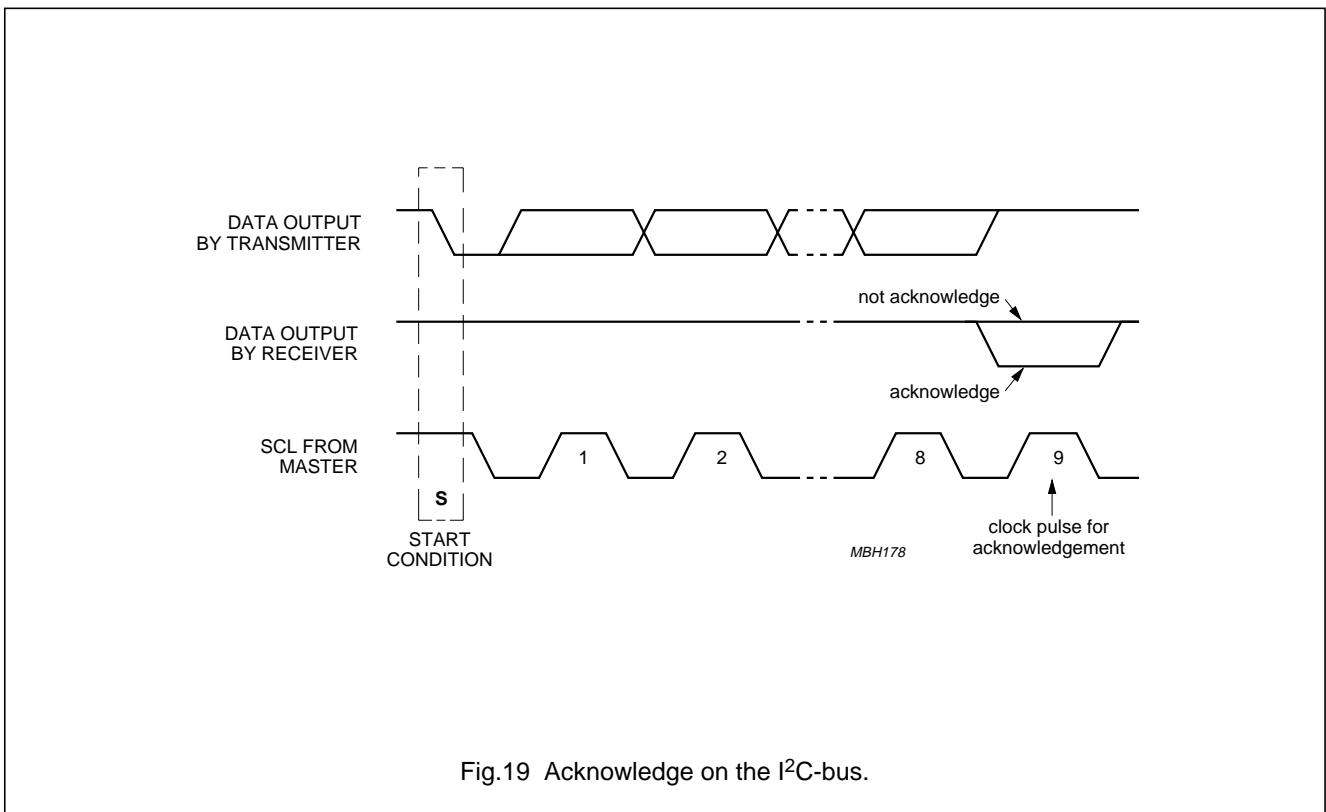 DATA OUTPUT
BY TRANSMITTER
not acknowledge
DATA OUTPUT
BY RECEIVER
acknowledge
SCL FROM
MASTER
1
2
8
9
S
START
CONDITION
clock pulse for
acknowledgement
MBH178
Fig.19 Acknowledge on the I²C-bus.